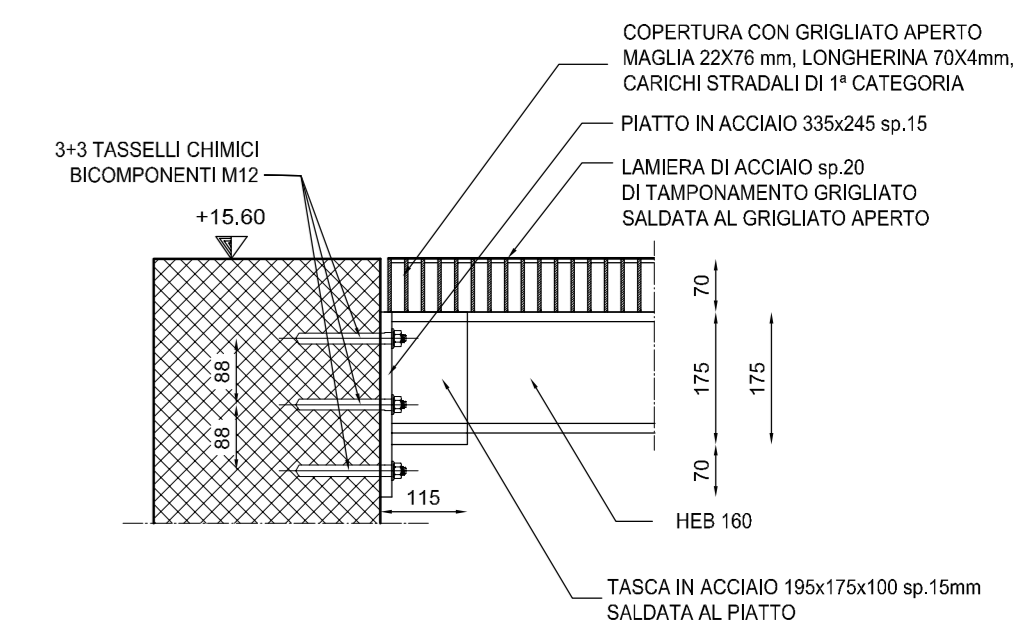 COPERTURA CON GRIGLIATO APERTO
MAGLIA 22X76 mm, LONGHERINA 70X4mm,
CARICHI STRADALI DI 1ª CATEGORIA
PIATTO IN ACCIAIO 335x245 sp.15
3+3 TASSELLI CHIMICI
BICOMPONENTI M12
LAMIERA DI ACCIAIO sp.20
DI TAMPONAMENTO GRIGLIATO
SALDATA AL GRIGLIATO APERTO
+15.60
70
88
175
175
88
70
115
HEB 160
TASCA IN ACCIAIO 195x175x100 sp.15mm
SALDATA AL PIATTO